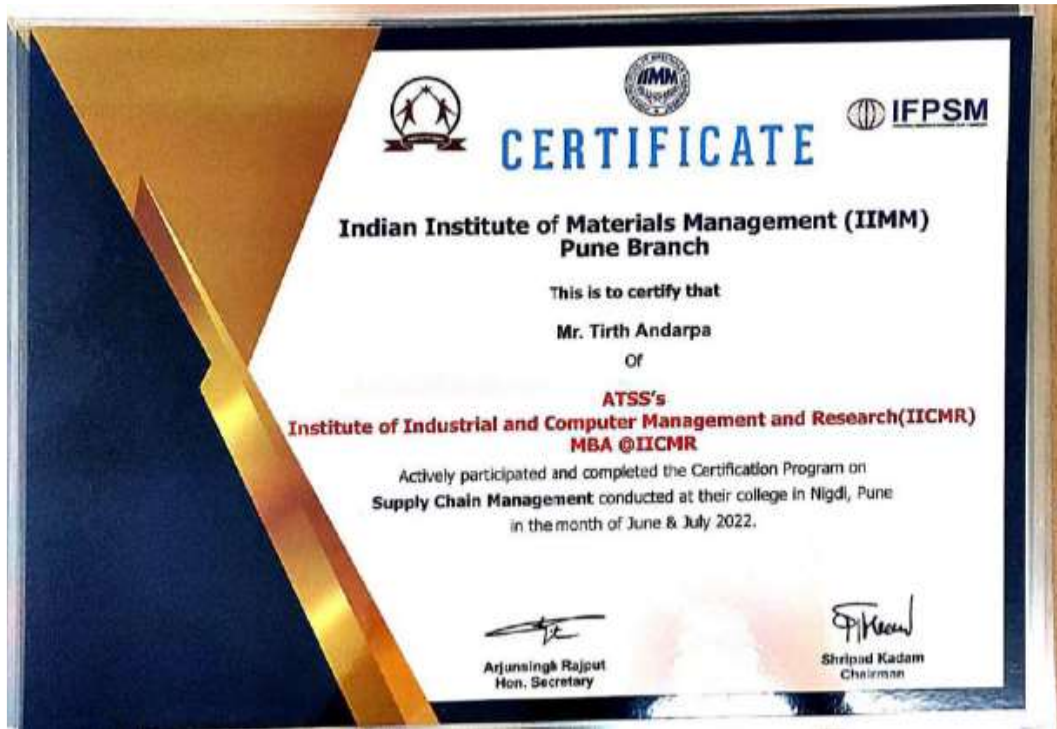 IIMM
IFPSM
CERTIFICATE
Indian Institute of Materials Management (IIMM)
Pune Branch
This is to certify that
Mr. Tirth Andarpa
Of
ATSS's
Institute of Industrial and Computer Management and Research(IICMR)
MBA @IICMR
Actively participated and completed the Certification Program on
Supply Chain Management conducted at their college in Nigdi, Pune
in the month of June & July 2022.
Arjunsingh Rajput
Hon. Secretary
Shripad Kadam
Chairman